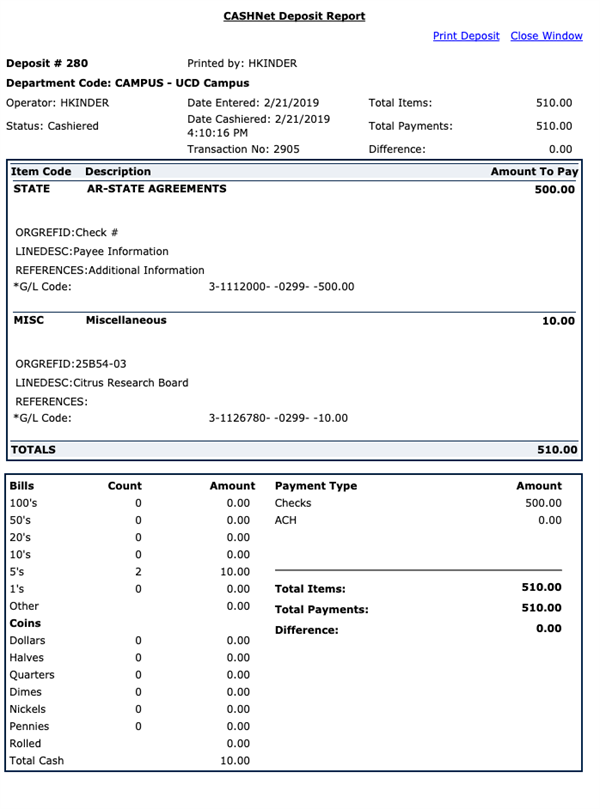 CASHNet Deposit Report
Print Deposit Close Window
Deposit # 280 Printed by: HKINDER
Department Code: CAMPUS - UCD Campus
Operator: HKINDER Date Entered: 2/21/2019 Total Items: 510.00
Status: Cashiered Date Cashiered: 2/21/2019 4:10:16 PM Total Payments: 510.00
Transaction No: 2905 Difference: 0.00
Item Code Description Amount To Pay
STATE AR-STATE AGREEMENTS 500.00
ORGREFID:Check #
LINEDESC:Payee Information
REFERENCES:Additional Information
*G/L Code: 3-1112000- -0299- -500.00
MISC Miscellaneous 10.00
ORGREFID:25B54-03
LINEDESC:Citrus Research Board
REFERENCES:
*G/L Code: 3-1126780- -0299- -10.00
TOTALS 510.00
Bills Count Amount Payment Type Amount
100's 0 0.00 Checks 500.00
50's 0 0.00 ACH 0.00
20's 0 0.00
10's 0 0.00
5's 2 10.00
1's 0 0.00 Total Items: 510.00
Other 0.00 Total Payments: 510.00
Coins Difference: 0.00
Dollars 0 0.00
Halves 0 0.00
Quarters 0 0.00
Dimes 0 0.00
Nickels 0 0.00
Pennies 0 0.00
Rolled 0.00
Total Cash 10.00